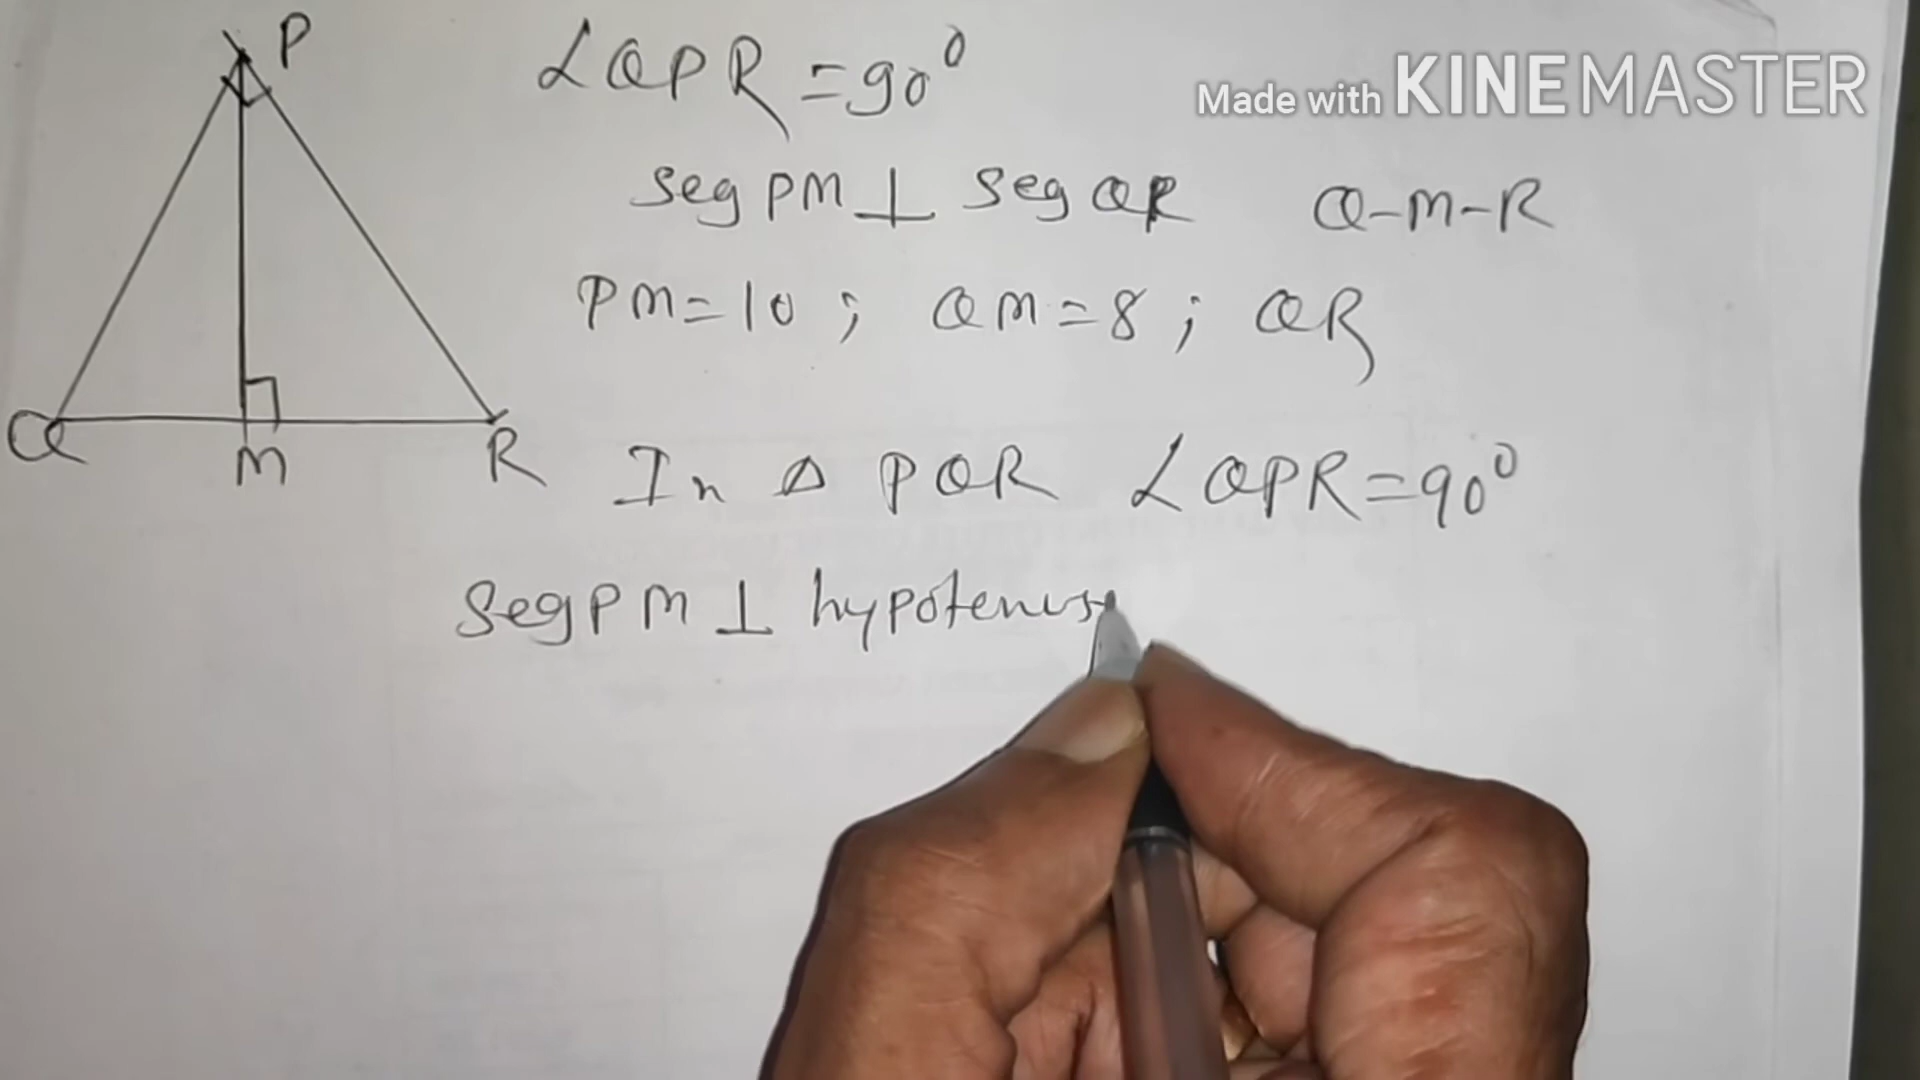 P
∠QPR = 90°
Made with KINEMASTER
seg PM ⊥ seg QR Q-M-R
PM = 10 ; QM = 8 ; QR
Q M R
In △ PQR ∠QPR = 90°
seg PM ⊥ hypotenus